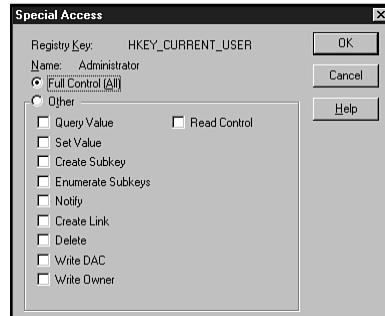 Special Access
Registry Key: HKEY_CURRENT_USER
Name: Administrator
Full Control (All)
Other
Query Value
Read Control
Set Value
Create Subkey
Enumerate Subkeys
Notify
Create Link
Delete
Write DAC
Write Owner
OK
Cancel
Help